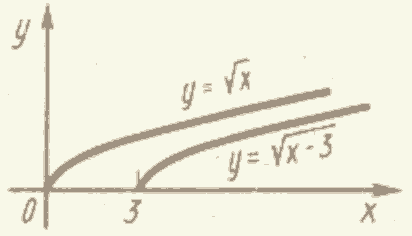 y
y = √x
y = √x - 3
0
3
x